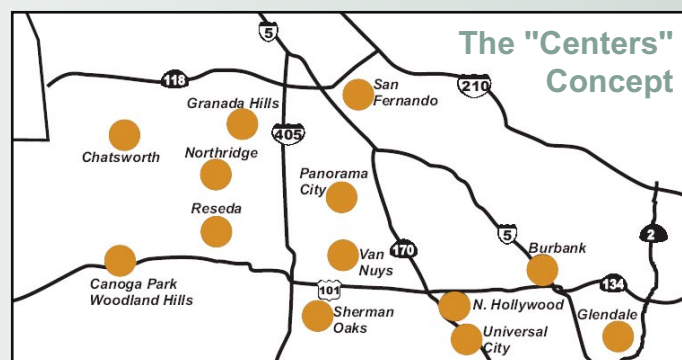 The "Centers"
Concept
5
118
San
Fernando
210
Granada Hills
405
Chatsworth
Northridge
Panorama
City
Reseda
5
2
170
Burbank
Van
Nuys
Canoga Park
Woodland Hills
101
134
Sherman
Oaks
N. Hollywood
Glendale
Universal
City